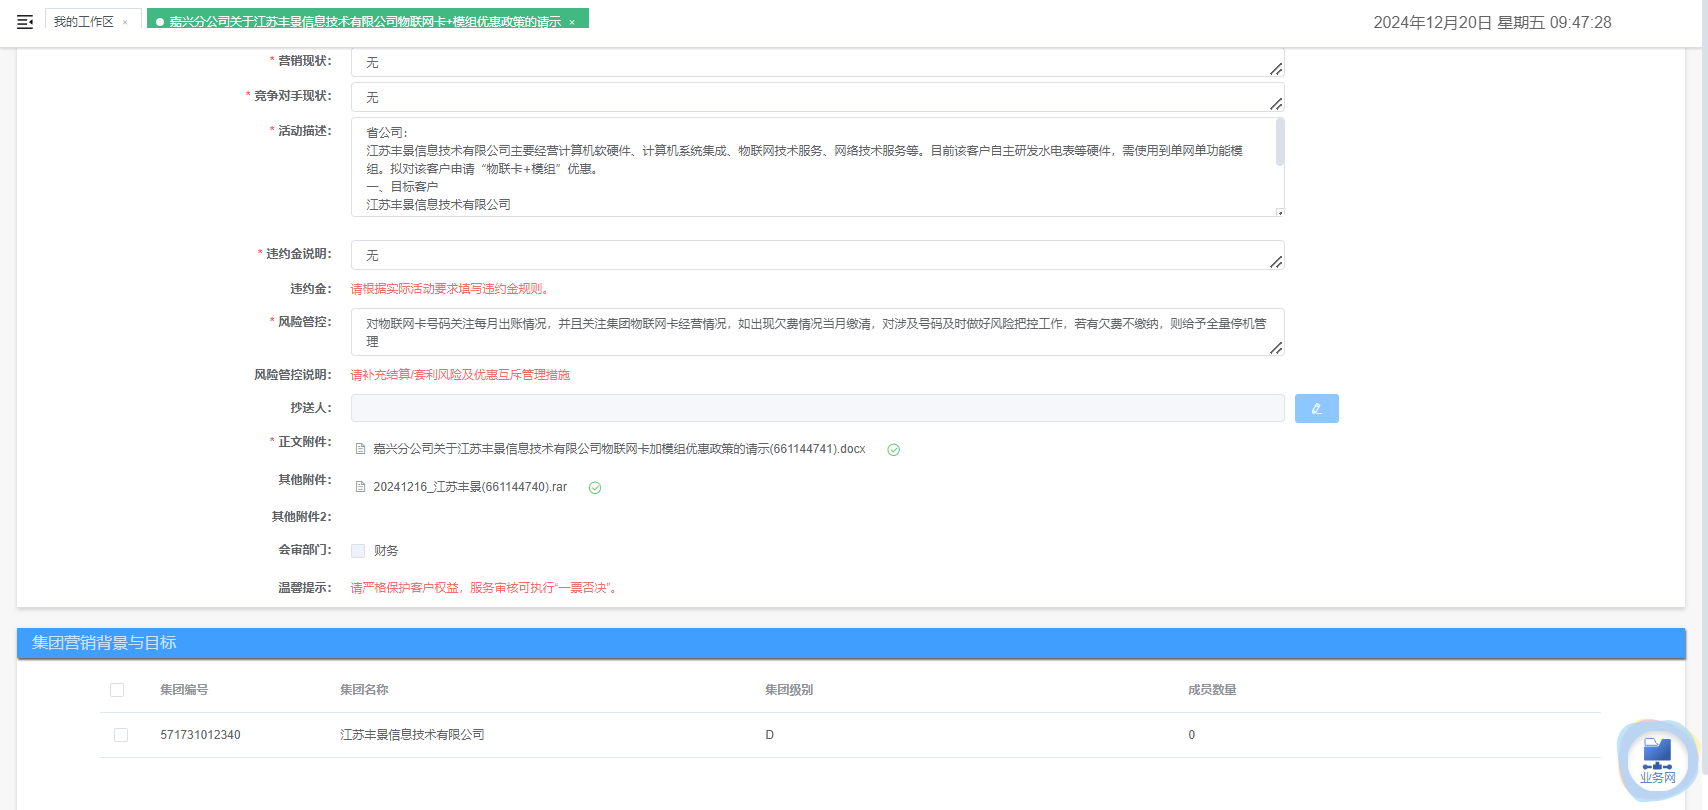 我的工作区 ×
嘉兴分公司关于江苏丰景信息技术有限公司物联网卡+模组优惠政策的请示 ×
2024年12月20日 星期五 09:47:28
* 营销现状：
无
* 竞争对手现状：
无
* 活动描述：
省公司：
江苏丰景信息技术有限公司主要经营计算机软硬件、计算机系统集成、物联网技术服务、网络技术服务等。目前该客户自主研发水电表等硬件，需使用到单网单功能模
组。拟对该客户申请“物联卡+模组”优惠。
一、目标客户
江苏丰景信息技术有限公司
* 违约金说明：
无
违约金：
请根据实际活动要求填写违约金规则。
* 风险管控：
对物联网卡号码关注每月出账情况，并且关注集团物联网卡经营情况，如出现欠费情况当月缴清，对涉及号码及时做好风险把控工作，若有欠费不缴纳，则给予全量停机管
理
风险管控说明：
请补充结算/套利风险及优惠互斥管理措施
抄送人：
* 正文附件：
嘉兴分公司关于江苏丰景信息技术有限公司物联网卡加模组优惠政策的请示(661144741).docx
其他附件：
20241216_江苏丰景(661144740).rar
其他附件2：
会审部门：
财务
温馨提示：
请严格保护客户权益，服务审核可执行“一票否决”。
集团营销背景与目标
集团编号 集团名称 集团级别 成员数量
571731012340 江苏丰景信息技术有限公司 D 0
业务网